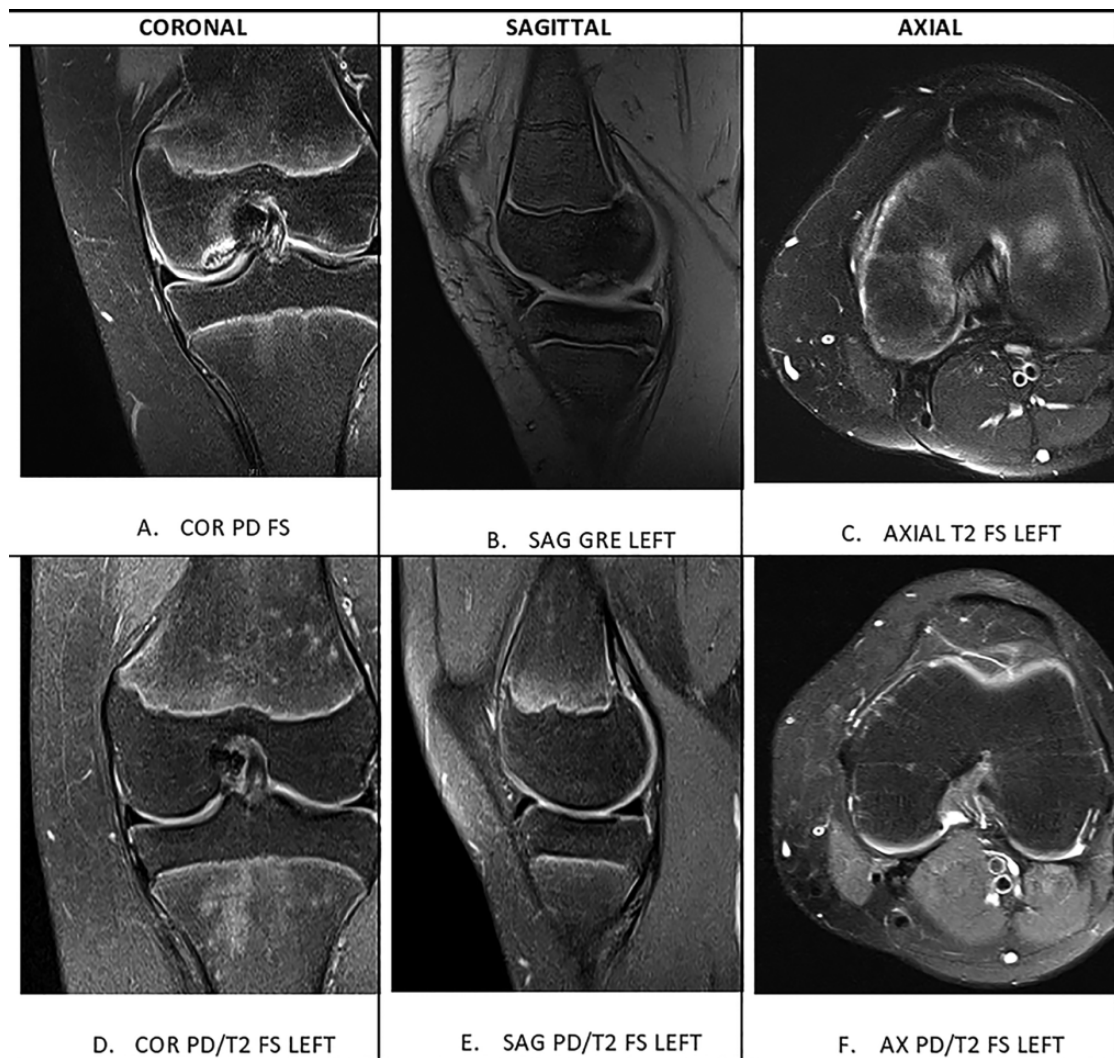 CORONAL
SAGITTAL
AXIAL
A. COR PD FS
B. SAG GRE LEFT
C. AXIAL T2 FS LEFT
D. COR PD/T2 FS LEFT
E. SAG PD/T2 FS LEFT
F. AX PD/T2 FS LEFT